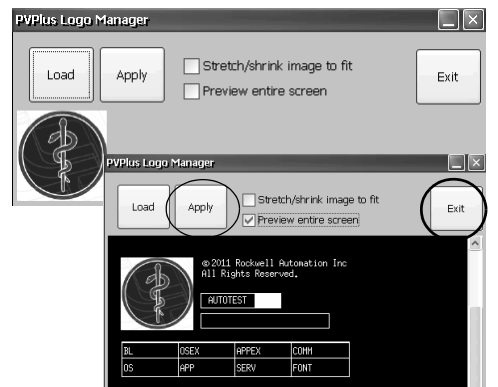 PVPlus Logo Manager
Load
Apply
Stretch/shrink image to fit
Preview entire screen
Exit
PVPlus Logo Manager
Load
Apply
Stretch/shrink image to fit
Preview entire screen
Exit
©2011 Rockwell Automation Inc
All Rights Reserved.
AUTOTEST
BL OSEX APPEX COMM
OS APP SERV FONT